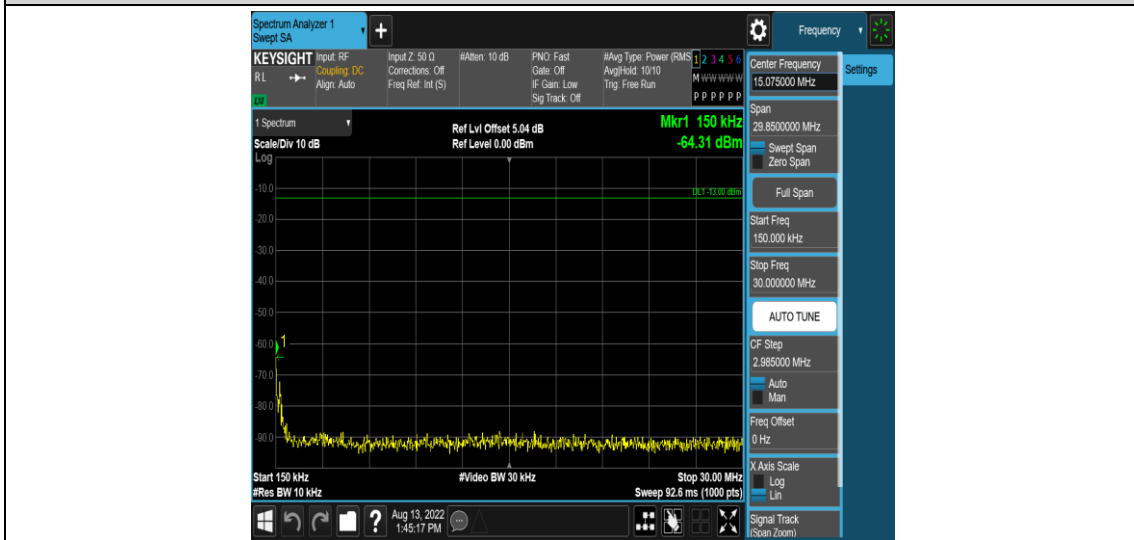 Spectrum Analyzer 1
Swept SA
+
Frequency
KEYSIGHT
RL
LXI
Input: RF
Coupling: DC
Align: Auto
Input Z: 50 Ω
Corrections: Off
Freq Ref: Int (S)
#Atten: 10 dB
PNO: Fast
Gate: Off
IF Gain: Low
Sig Track: Off
#Avg Type: Power (RMS
Avg|Hold: 10/10
Trig: Free Run
1 2 3 4 5 6
M W W W W W
P P P P P P
Center Frequency
15.075000 MHz
Settings
1 Spectrum
Scale/Div 10 dB
Ref Lvl Offset 5.04 dB
Ref Level 0.00 dBm
Mkr1 150 kHz
-64.31 dBm
Log
DL1 -13.00 dBm
-10.0
-20.0
-30.0
-40.0
-50.0
-60.0
1
-70.0
-80.0
-90.0
Start 150 kHz
#Video BW 30 kHz
Stop 30.00 MHz
#Res BW 10 kHz
Sweep 92.6 ms (1000 pts)
Span
29.8500000 MHz
Swept Span
Zero Span
Full Span
Start Freq
150.000 kHz
Stop Freq
30.000000 MHz
AUTO TUNE
CF Step
2.985000 MHz
Auto
Man
Freq Offset
0 Hz
X Axis Scale
Log
Lin
Signal Track
(Span Zoom)
?
Aug 13, 2022
1:45:17 PM